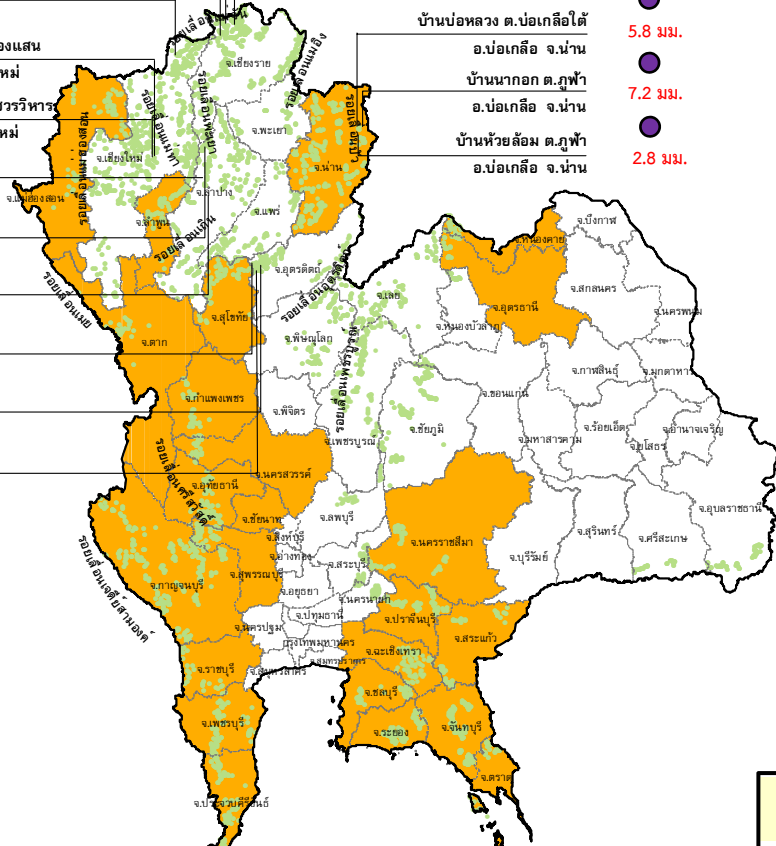 บ้านบ่อหลวง ต.บ่อเกลือใต้
อ.บ่อเกลือ จ.น่าน
5.8 มม.
บ้านนากอก ต.ภูฟ้า
อ.บ่อเกลือ จ.น่าน
7.2 มม.
บ้านห้วยล้อม ต.ภูฟ้า
อ.บ่อเกลือ จ.น่าน
2.8 มม.
องแสน
ใหม่
สวรวิหาร
ใหม่
รอยเลื่อนแม่จัน
จ.เชียงราย
รอยเลื่อนแม่อิง
รอยเลื่อนแม่ทา
รอยเลื่อนพะเยา
รอยเลื่อนปัว
จ.พะเยา
รอยเลื่อนแม่ฮ่องสอน
จ.เชียงใหม่
จ.น่าน
จ.แม่ฮ่องสอน
จ.ลำปาง
จ.แพร่
จ.ลำพูน
รอยเลื่อนเถิน
จ.บึงกาฬ
จ.หนองคาย
จ.อุตรดิตถ์
รอยเลื่อนอุตรดิตถ์
รอยเลื่อนเมย
จ.เลย
จ.สกลนคร
จ.อุดรธานี
จ.นครพนม
จ.สุโขทัย
จ.หนองบัวลำภู
จ.ตาก
จ.พิษณุโลก
รอยเลื่อนเพชรบูรณ์
จ.กาฬสินธุ์
จ.มุกดาหาร
จ.กำแพงเพชร
จ.พิจิตร
จ.ขอนแก่น
จ.เพชรบูรณ์
จ.ชัยภูมิ
จ.มหาสารคาม
จ.ร้อยเอ็ด
จ.ยโสธร
จ.อำนาจเจริญ
รอยเลื่อนศรีสวัสดิ์
จ.นครสวรรค์
จ.อุทัยธานี
จ.ชัยนาท
จ.ลพบุรี
จ.อุบลราชธานี
จ.สิงห์บุรี
จ.นครราชสีมา
จ.สุรินทร์
จ.ศรีสะเกษ
จ.บุรีรัมย์
จ.อ่างทอง
จ.สระบุรี
รอยเลื่อนเจดีย์สามองค์
จ.กาญจนบุรี
จ.สุพรรณบุรี
จ.อยุธยา
จ.นครนายก
จ.ปทุมธานี
จ.ปราจีนบุรี
จ.นครปฐม
จ.สระแก้ว
กรุงเทพมหานคร
จ.ฉะเชิงเทรา
จ.สมุทรปราการ
จ.ราชบุรี
จ.สมุทรสาคร
จ.ชลบุรี
จ.เพชรบุรี
จ.ระยอง
จ.จันทบุรี
จ.ตราด
จ.ประจวบคีรีขันธ์